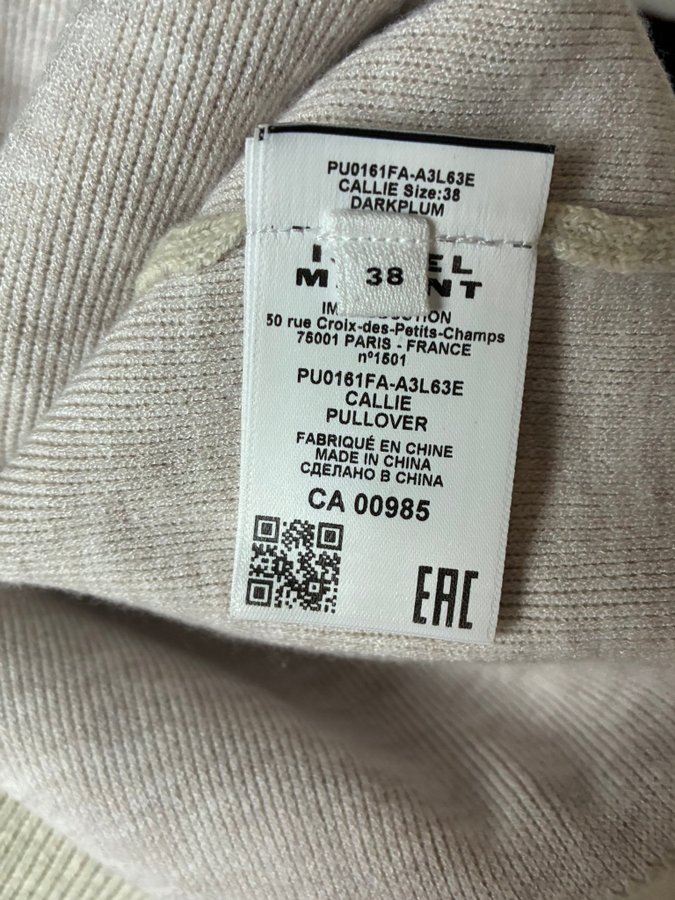 PU0161FA-A3L63E
CALLIE Size:38
DARKPLUM
38
50 rue Croix-des-Petits-Champs
75001 PARIS - FRANCE
n°1501
PU0161FA-A3L63E
CALLIE
PULLOVER
FABRIQUÉ EN CHINE
MADE IN CHINA
СДЕЛАНО В CHINA
CA 00985
EAC